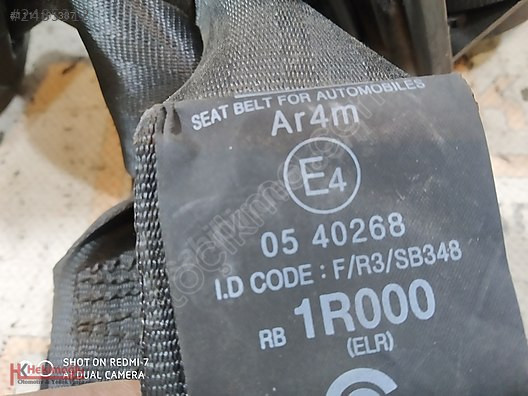 SEAT BELT FOR AUTOMOBILES
Ar4m
E4
05 40268
I.D CODE : F/R3/SB348
RB 1R000
(ELR)
SHOT ON REDMI 7
AI DUAL CAMERA